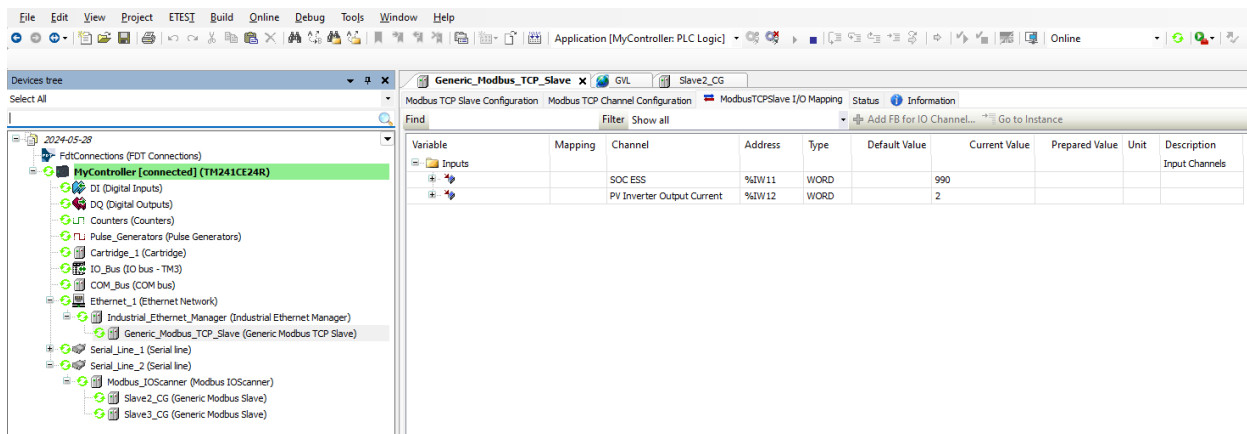 File Edit View Project ETEST Build Online Debug Tools Window Help
Application [MyController: PLC Logic] Online
Devices tree
Select All
2024-05-28
FdtConnections (FDT Connections)
MyController [connected] (TM241CE24R)
DI (Digital Inputs)
DQ (Digital Outputs)
Counters (Counters)
Pulse_Generators (Pulse Generators)
Cartridge_1 (Cartridge)
IO_Bus (IO bus - TM3)
COM_Bus (COM bus)
Ethernet_1 (Ethernet Network)
Industrial_Ethernet_Manager (Industrial Ethernet Manager)
Generic_Modbus_TCP_Slave (Generic Modbus TCP Slave)
Serial_Line_1 (Serial line)
Serial_Line_2 (Serial line)
Modbus_IOScanner (Modbus IOScanner)
Slave2_CG (Generic Modbus Slave)
Slave3_CG (Generic Modbus Slave)
Generic_Modbus_TCP_Slave GVL Slave2_CG
Modbus TCP Slave Configuration Modbus TCP Channel Configuration ModbusTCPSlave I/O Mapping Status Information
Find Filter Show all Add FB for IO Channel... Go to Instance
Variable Mapping Channel Address Type Default Value Current Value Prepared Value Unit Description
Inputs Input Channels
SOC ESS %IW11 WORD 990
PV Inverter Output Current %IW12 WORD 2